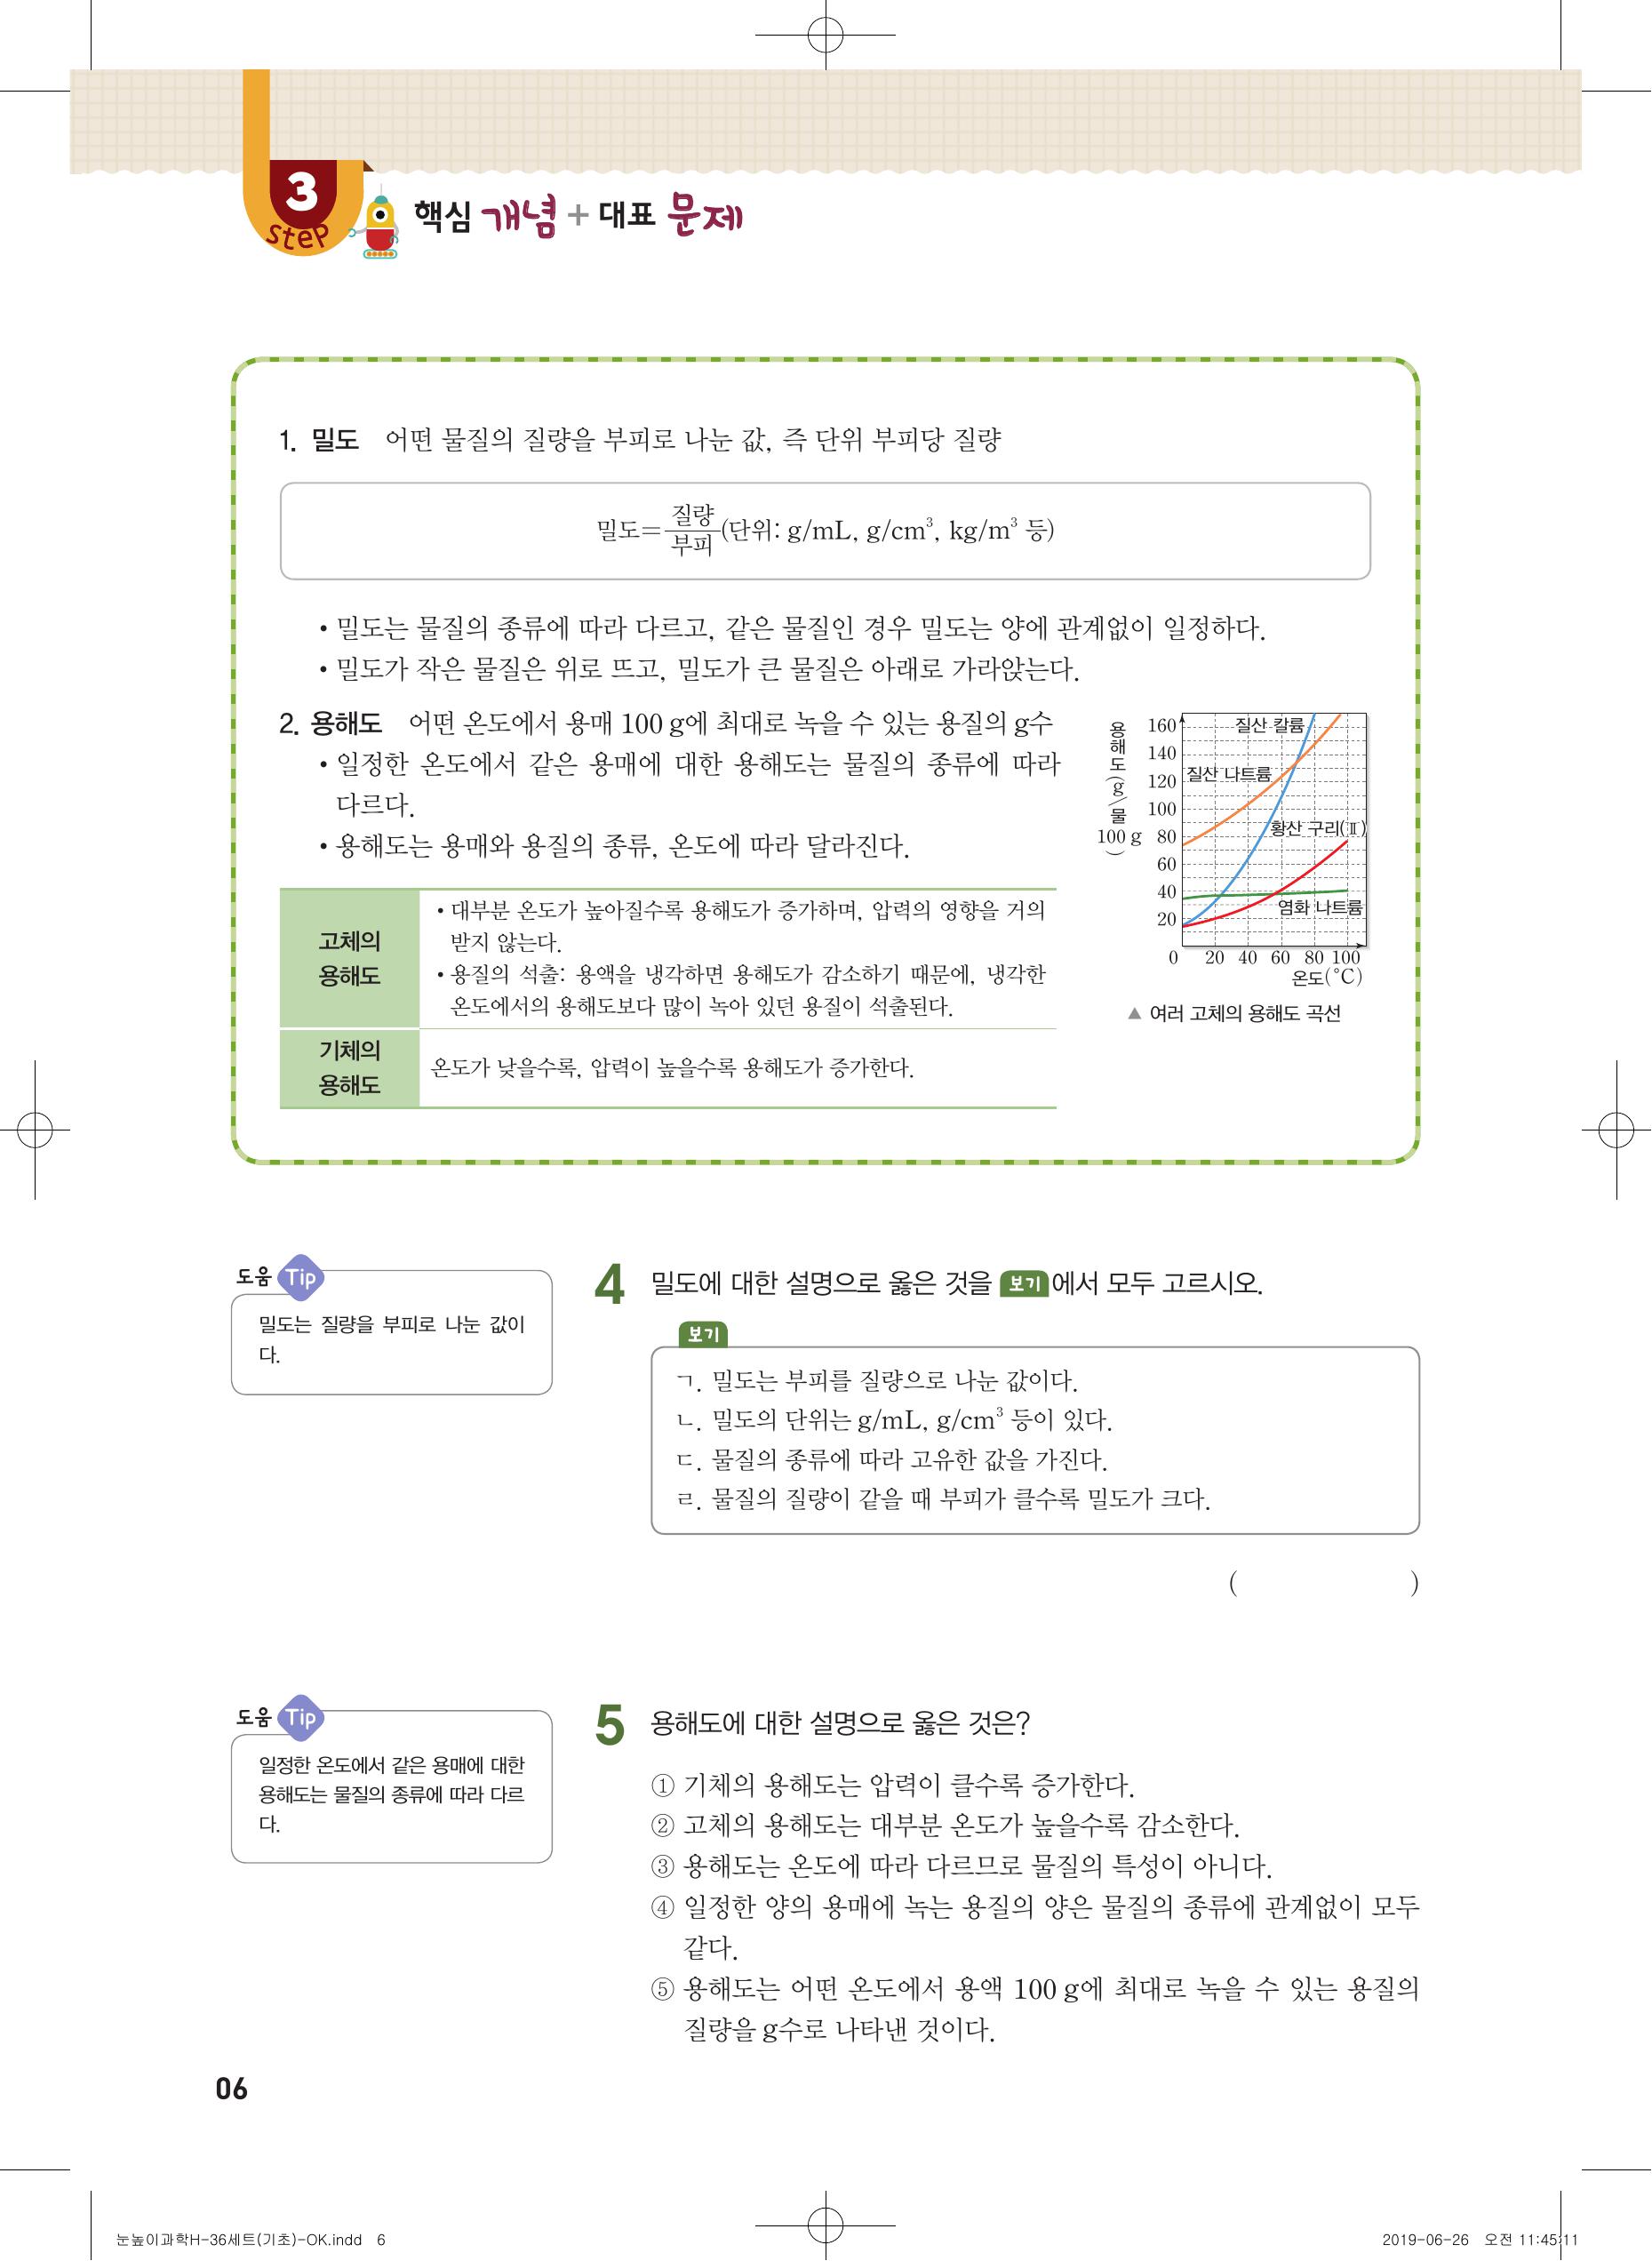 3
steP
핵심 개념 + 대표 문제
1. 밀도 어떤 물질의 질량을 부피로 나눈 값, 즉 단위 부피당 질량
밀도=질량/부피(단위: g/mL, g/cm³, kg/m³ 등)
• 밀도는 물질의 종류에 따라 다르고, 같은 물질인 경우 밀도는 양에 관계없이 일정하다.
• 밀도가 작은 물질은 위로 뜨고, 밀도가 큰 물질은 아래로 가라앉는다.
2. 용해도 어떤 온도에서 용매 100 g에 최대로 녹을 수 있는 용질의 g수
• 일정한 온도에서 같은 용매에 대한 용해도는 물질의 종류에 따라
다르다.
• 용해도는 용매와 용질의 종류, 온도에 따라 달라진다.
고체의
용해도
• 대부분 온도가 높아질수록 용해도가 증가하며, 압력의 영향을 거의
받지 않는다.
• 용질의 석출: 용액을 냉각하면 용해도가 감소하기 때문에, 냉각한
온도에서의 용해도보다 많이 녹아 있던 용질이 석출된다.
기체의
용해도
온도가 낮을수록, 압력이 높을수록 용해도가 증가한다.
용해도(g/물 100 g)
160
140
120
100
80
60
40
20
질산 칼륨
질산 나트륨
황산 구리(Ⅱ)
염화 나트륨
0 20 40 60 80 100
온도(℃)
▲ 여러 고체의 용해도 곡선
도움 Tip
밀도는 질량을 부피로 나눈 값이
다.
4 밀도에 대한 설명으로 옳은 것을 보기 에서 모두 고르시오.
보기
ㄱ. 밀도는 부피를 질량으로 나눈 값이다.
ㄴ. 밀도의 단위는 g/mL, g/cm³ 등이 있다.
ㄷ. 물질의 종류에 따라 고유한 값을 가진다.
ㄹ. 물질의 질량이 같을 때 부피가 클수록 밀도가 크다.
( )
도움 Tip
일정한 온도에서 같은 용매에 대한
용해도는 물질의 종류에 따라 다르
다.
5 용해도에 대한 설명으로 옳은 것은?
① 기체의 용해도는 압력이 클수록 증가한다.
② 고체의 용해도는 대부분 온도가 높을수록 감소한다.
③ 용해도는 온도에 따라 다르므로 물질의 특성이 아니다.
④ 일정한 양의 용매에 녹는 용질의 양은 물질의 종류에 관계없이 모두
같다.
⑤ 용해도는 어떤 온도에서 용액 100 g에 최대로 녹을 수 있는 용질의
질량을 g수로 나타낸 것이다.
06
눈높이과학H-36세트(기초)-OK.indd 6
2019-06-26 오전 11:45:11